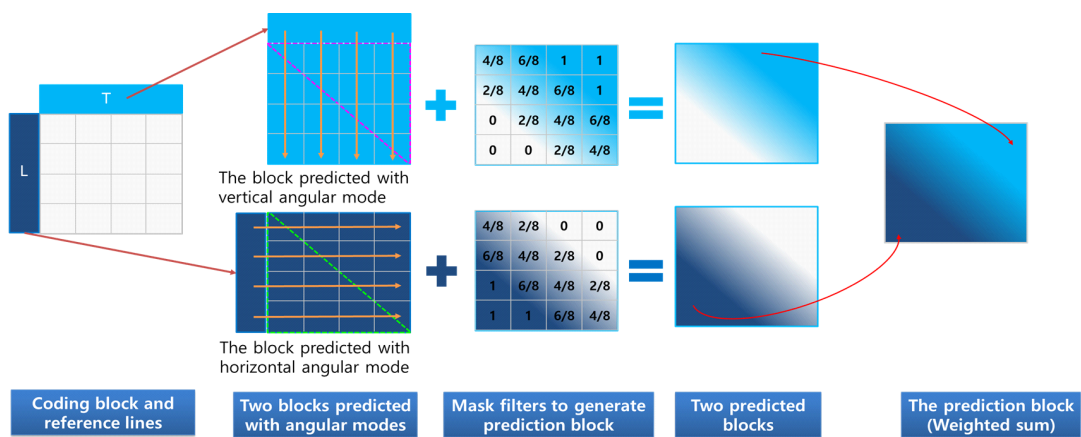 T
L
The block predicted with
vertical angular mode
4/8 6/8 1 1
2/8 4/8 6/8 1
0 2/8 4/8 6/8
0 0 2/8 4/8
The block predicted with
horizontal angular mode
4/8 2/8 0 0
6/8 4/8 2/8 0
1 6/8 4/8 2/8
1 1 6/8 4/8
Coding block and
reference lines
Two blocks predicted
with angular modes
Mask filters to generate
prediction block
Two predicted
blocks
The prediction block
(Weighted sum)